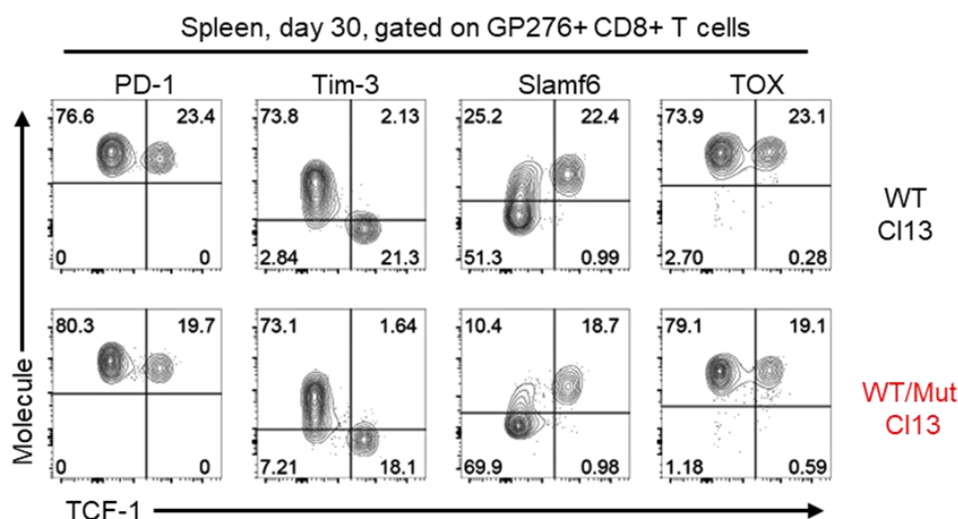 Spleen, day 30, gated on GP276+ CD8+ T cells
PD-1 Tim-3 Slamf6 TOX
76.6 23.4 73.8 2.13 25.2 22.4 73.9 23.1
WT
Cl13
0 0 2.84 21.3 51.3 0.99 2.70 0.28
80.3 19.7 73.1 1.64 10.4 18.7 79.1 19.1
WT/Mut
Cl13
Molecule
0 0 7.21 18.1 69.9 0.98 1.18 0.59
TCF-1